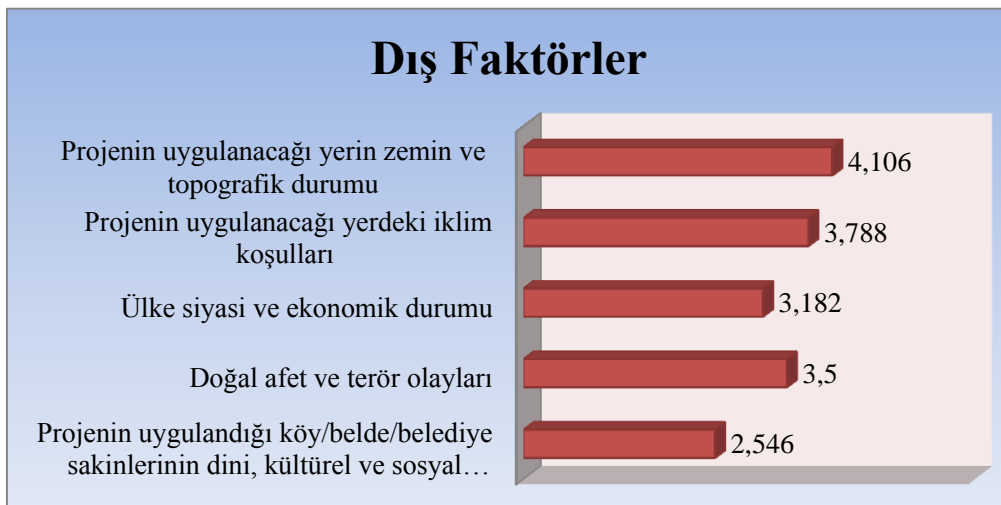 Dış Faktörler
Projenin uygulanacağı yerin zemin ve
topografik durumu
4,106
Projenin uygulanacağı yerdeki iklim
koşulları
3,788
Ülke siyasi ve ekonomik durumu
3,182
Doğal afet ve terör olayları
3,5
Projenin uygulandığı köy/belde/belediye
sakinlerinin dini, kültürel ve sosyal…
2,546